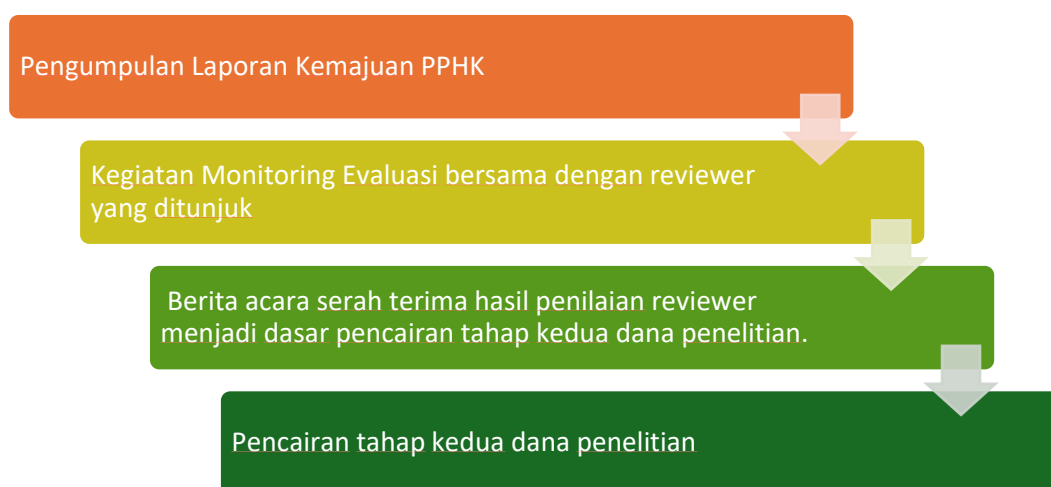 Pengumpulan Laporan Kemajuan PPHK
Kegiatan Monitoring Evaluasi bersama dengan reviewer
yang ditunjuk
Berita acara serah terima hasil penilaian reviewer
menjadi dasar pencairan tahap kedua dana penelitian.
Pencairan tahap kedua dana penelitian